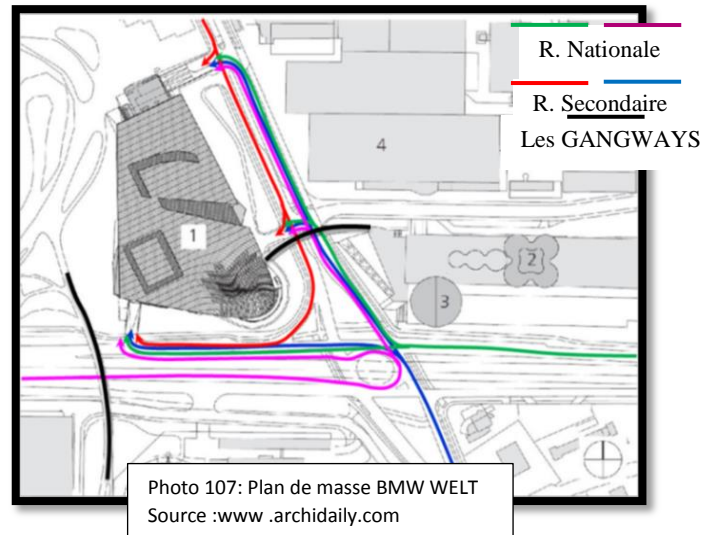 R. Nationale
R. Secondaire
Les GANGWAYS
4
1
2
3
Photo 107: Plan de masse BMW WELT
Source :www .archidaily.com